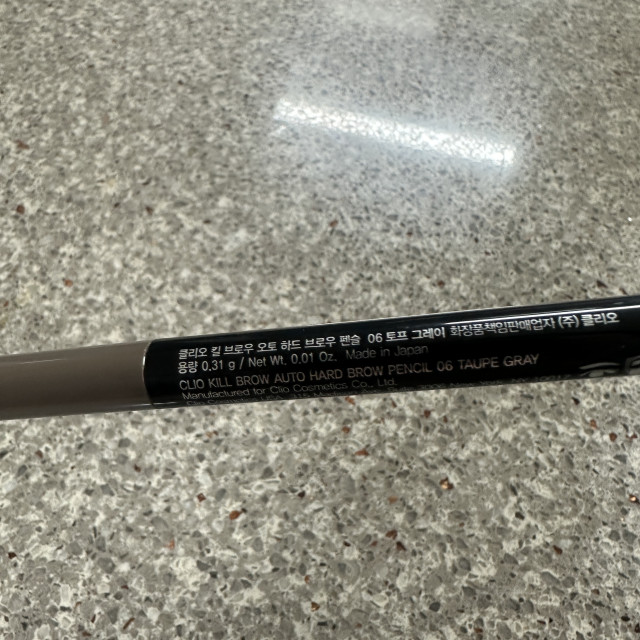 클리오 킬 브로우 오토 하드 브로우 펜슬 06 토프 그레이 화장품책임판매업자 (주) 클리오
용량 0.31 g / Net Wt. 0.01 Oz. Made in Japan
CLIO KILL BROW AUTO HARD BROW PENCIL 06 TAUPE GRAY
Manufactured for Clio Cosmetics Co., Ltd.